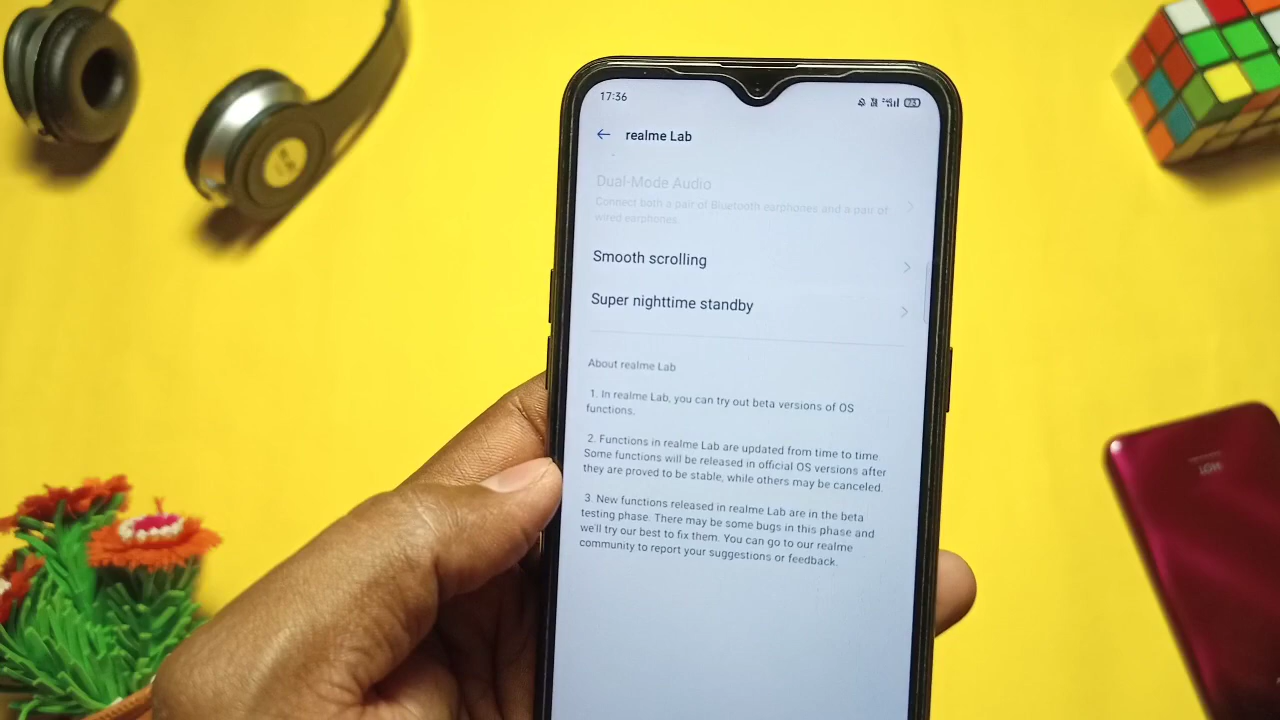 17:36
73
realme Lab
Dual-Mode Audio
Connect both a pair of Bluetooth earphones and a pair of
wired earphones.
Smooth scrolling
Super nighttime standby
About realme Lab
1. In realme Lab, you can try out beta versions of OS
functions.
2. Functions in realme Lab are updated from time to time
Some functions will be released in official OS versions after
they are proved to be stable, while others may be canceled.
3. New functions released in realme Lab are in the beta
testing phase. There may be some bugs in this phase and
we'll try our best to fix them. You can go to our realme
community to report your suggestions or feedback.